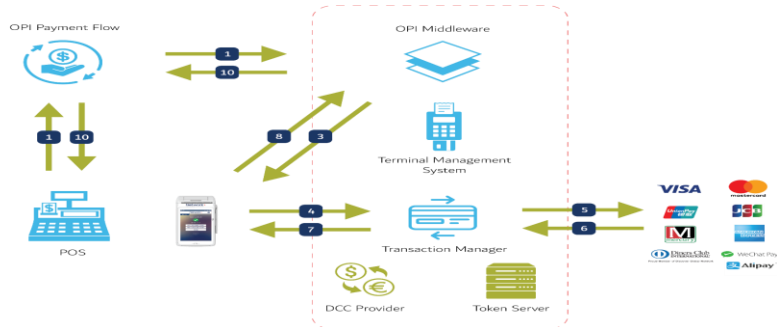 OPI Payment Flow
OPI Middleware
1
10
8
3
1
10
Terminal Management
System
4
7
5
6
POS
Transaction Manager
DCC Provider
Token Server
VISA
mastercard
UnionPay
JCB
M
Diners Club
INTERNATIONAL
WeChat Pay
Alipay